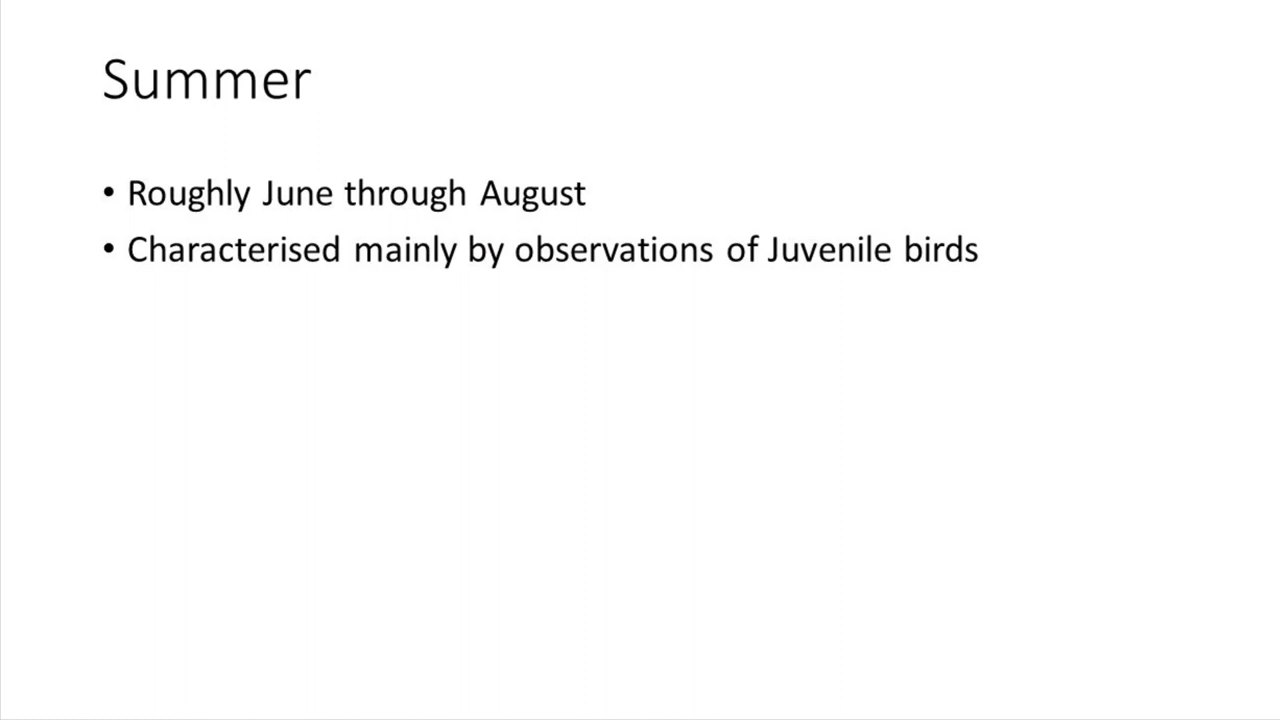 Summer
• Roughly June through August
• Characterised mainly by observations of Juvenile birds